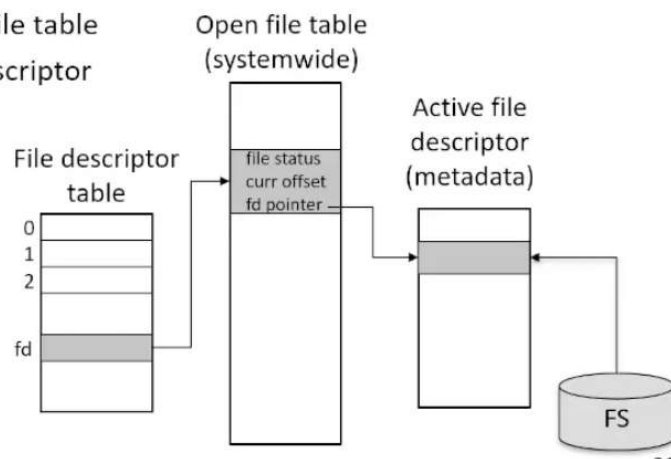 ile table
scriptor
Open file table
(systemwide)
File descriptor
table
0
1
2
fd
file status
curr offset
fd pointer
Active file
descriptor
(metadata)
FS